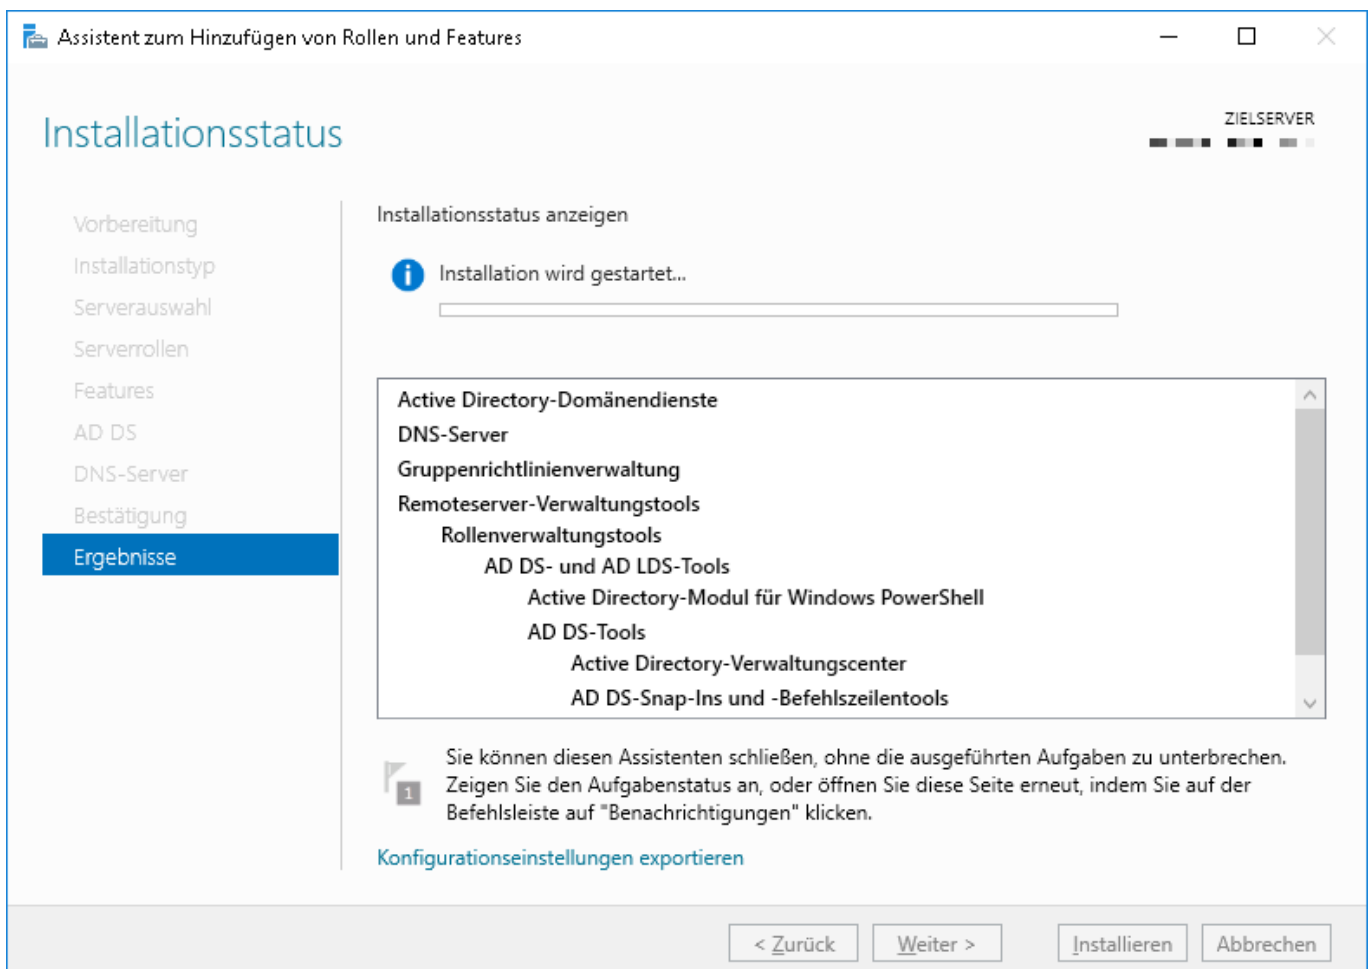 Assistent zum Hinzufügen von Rollen und Features
Installationsstatus
ZIELSERVER
Vorbereitung
Installationstyp
Serverauswahl
Serverrollen
Features
AD DS
DNS-Server
Bestätigung
Ergebnisse
Installationsstatus anzeigen
Installation wird gestartet...
Active Directory-Domänendienste
DNS-Server
Gruppenrichtlinienverwaltung
Remoteserver-Verwaltungstools
Rollenverwaltungstools
AD DS- und AD LDS-Tools
Active Directory-Modul für Windows PowerShell
AD DS-Tools
Active Directory-Verwaltungscenter
AD DS-Snap-Ins und -Befehlszeilentools
1
Sie können diesen Assistenten schließen, ohne die ausgeführten Aufgaben zu unterbrechen.
Zeigen Sie den Aufgabenstatus an, oder öffnen Sie diese Seite erneut, indem Sie auf der
Befehlsleiste auf "Benachrichtigungen" klicken.
Konfigurationseinstellungen exportieren
< Zurück
Weiter >
Installieren
Abbrechen